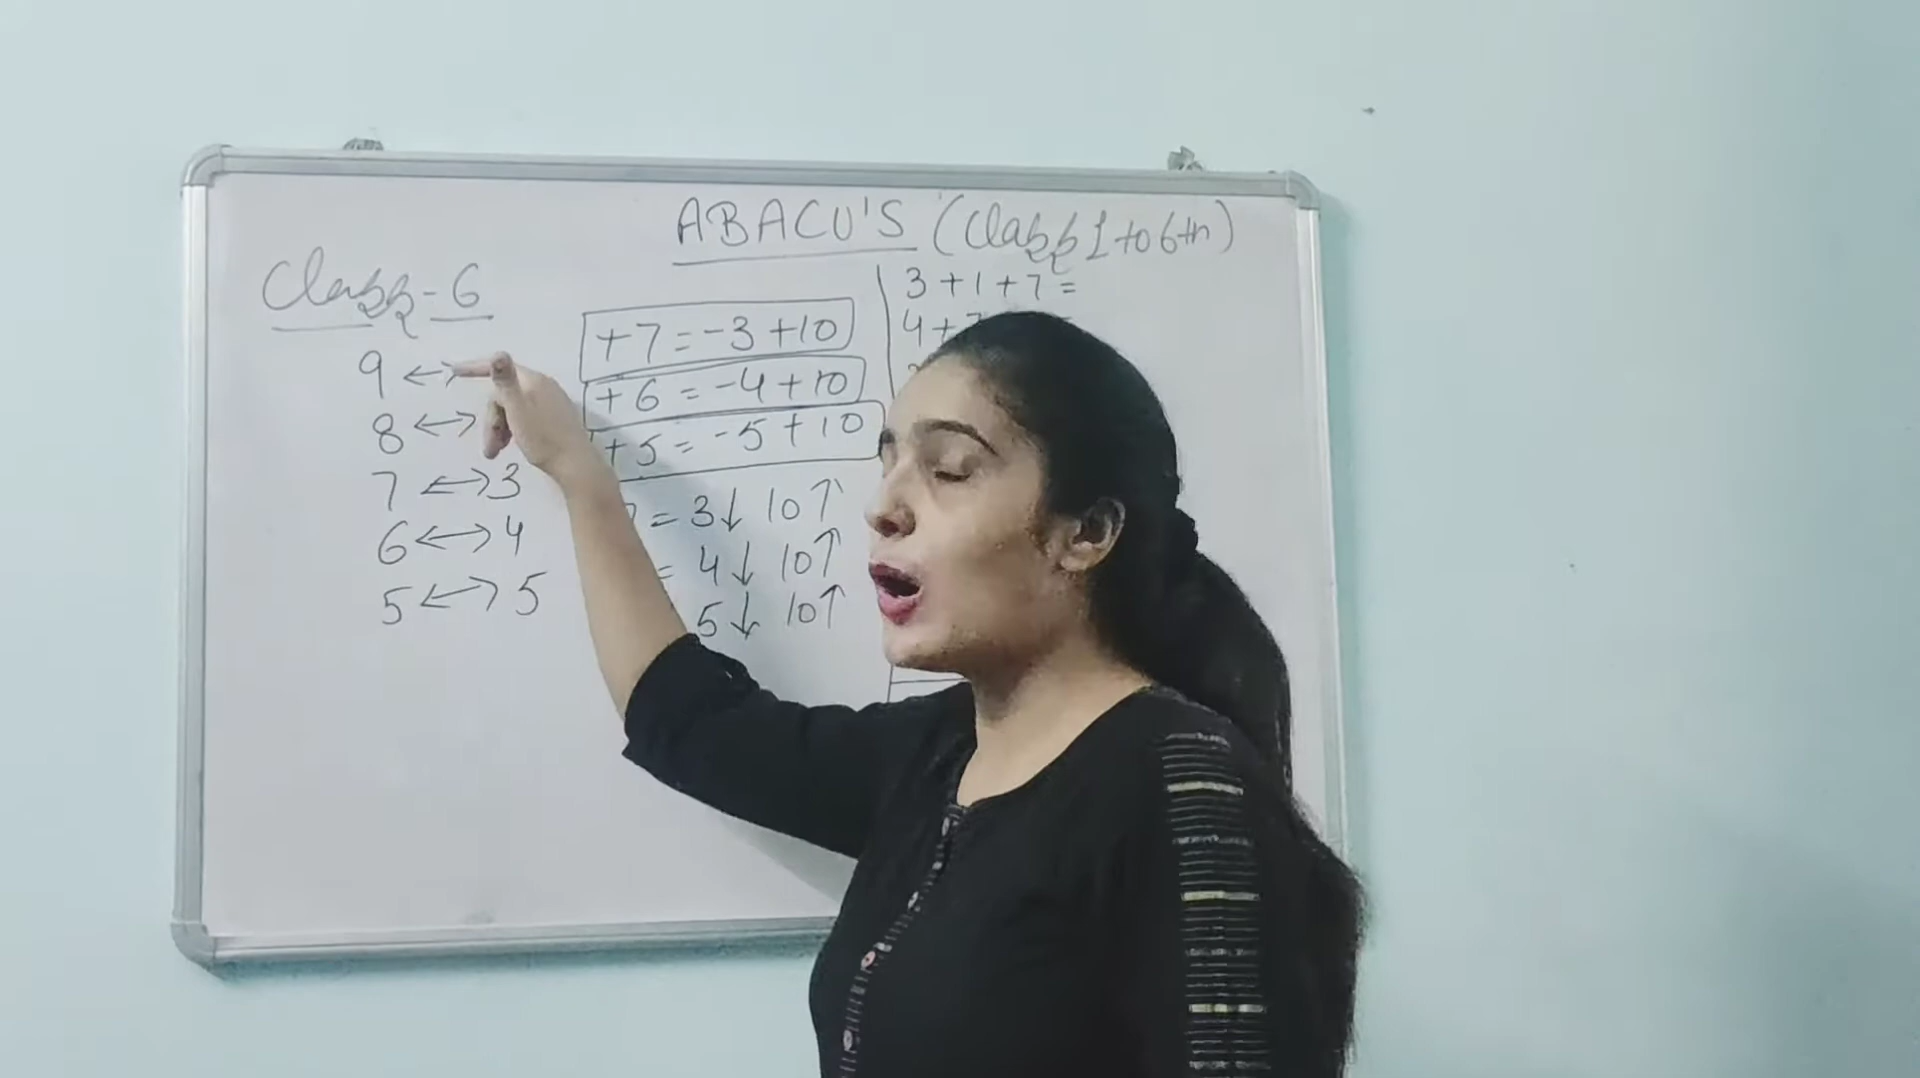 ABACU'S (Class 1 to 6th)
Class-6
9 ↔
8 ↔
7 ↔ 3
6 ↔ 4
5 ↔ 5
+7 = -3 +10
+6 = -4 +10
+5 = -5 +10
= 3↓ 10↑
= 4↓ 10↑
5↓ 10↑
3+1+7=
4+